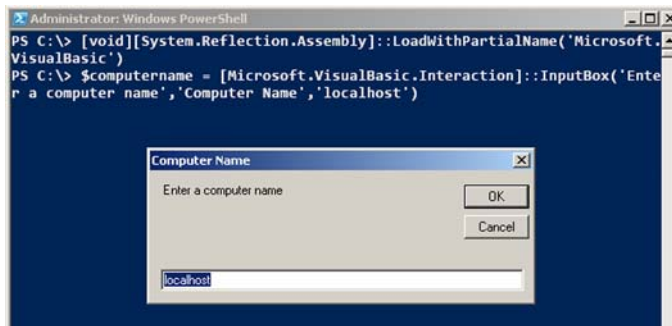 Administrator: Windows PowerShell
PS C:\> [void][System.Reflection.Assembly]::LoadWithPartialName('Microsoft.
VisualBasic')
PS C:\> $computername = [Microsoft.VisualBasic.Interaction]::InputBox('Ente
r a computer name','Computer Name','localhost')
Computer Name
Enter a computer name
OK
Cancel
localhost